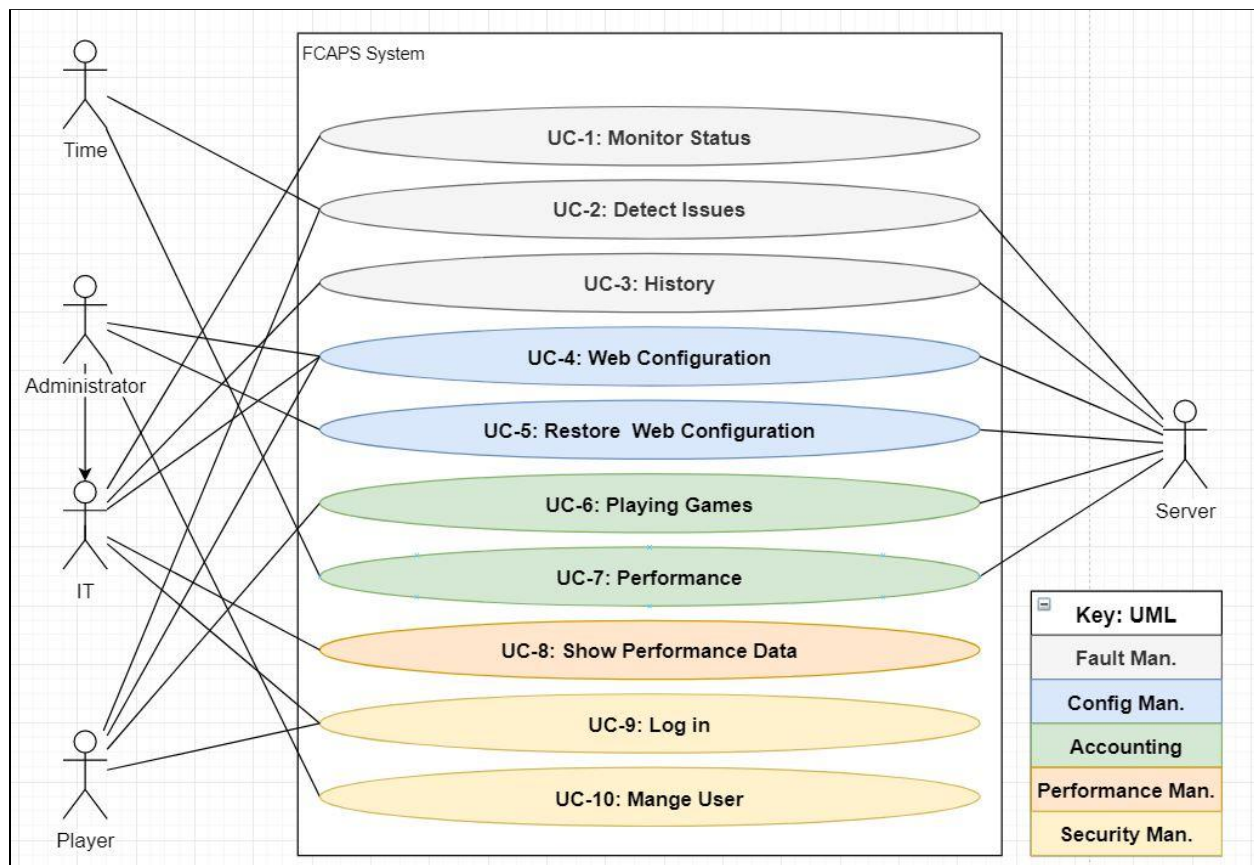 FCAPS System
Time
UC-1: Monitor Status
UC-2: Detect Issues
UC-3: History
Administrator
UC-4: Web Configuration
UC-5: Restore Web Configuration
IT
UC-6: Playing Games
Server
UC-7: Performance
UC-8: Show Performance Data
UC-9: Log in
Player
UC-10: Mange User
Key: UML
Fault Man.
Config Man.
Accounting
Performance Man.
Security Man.